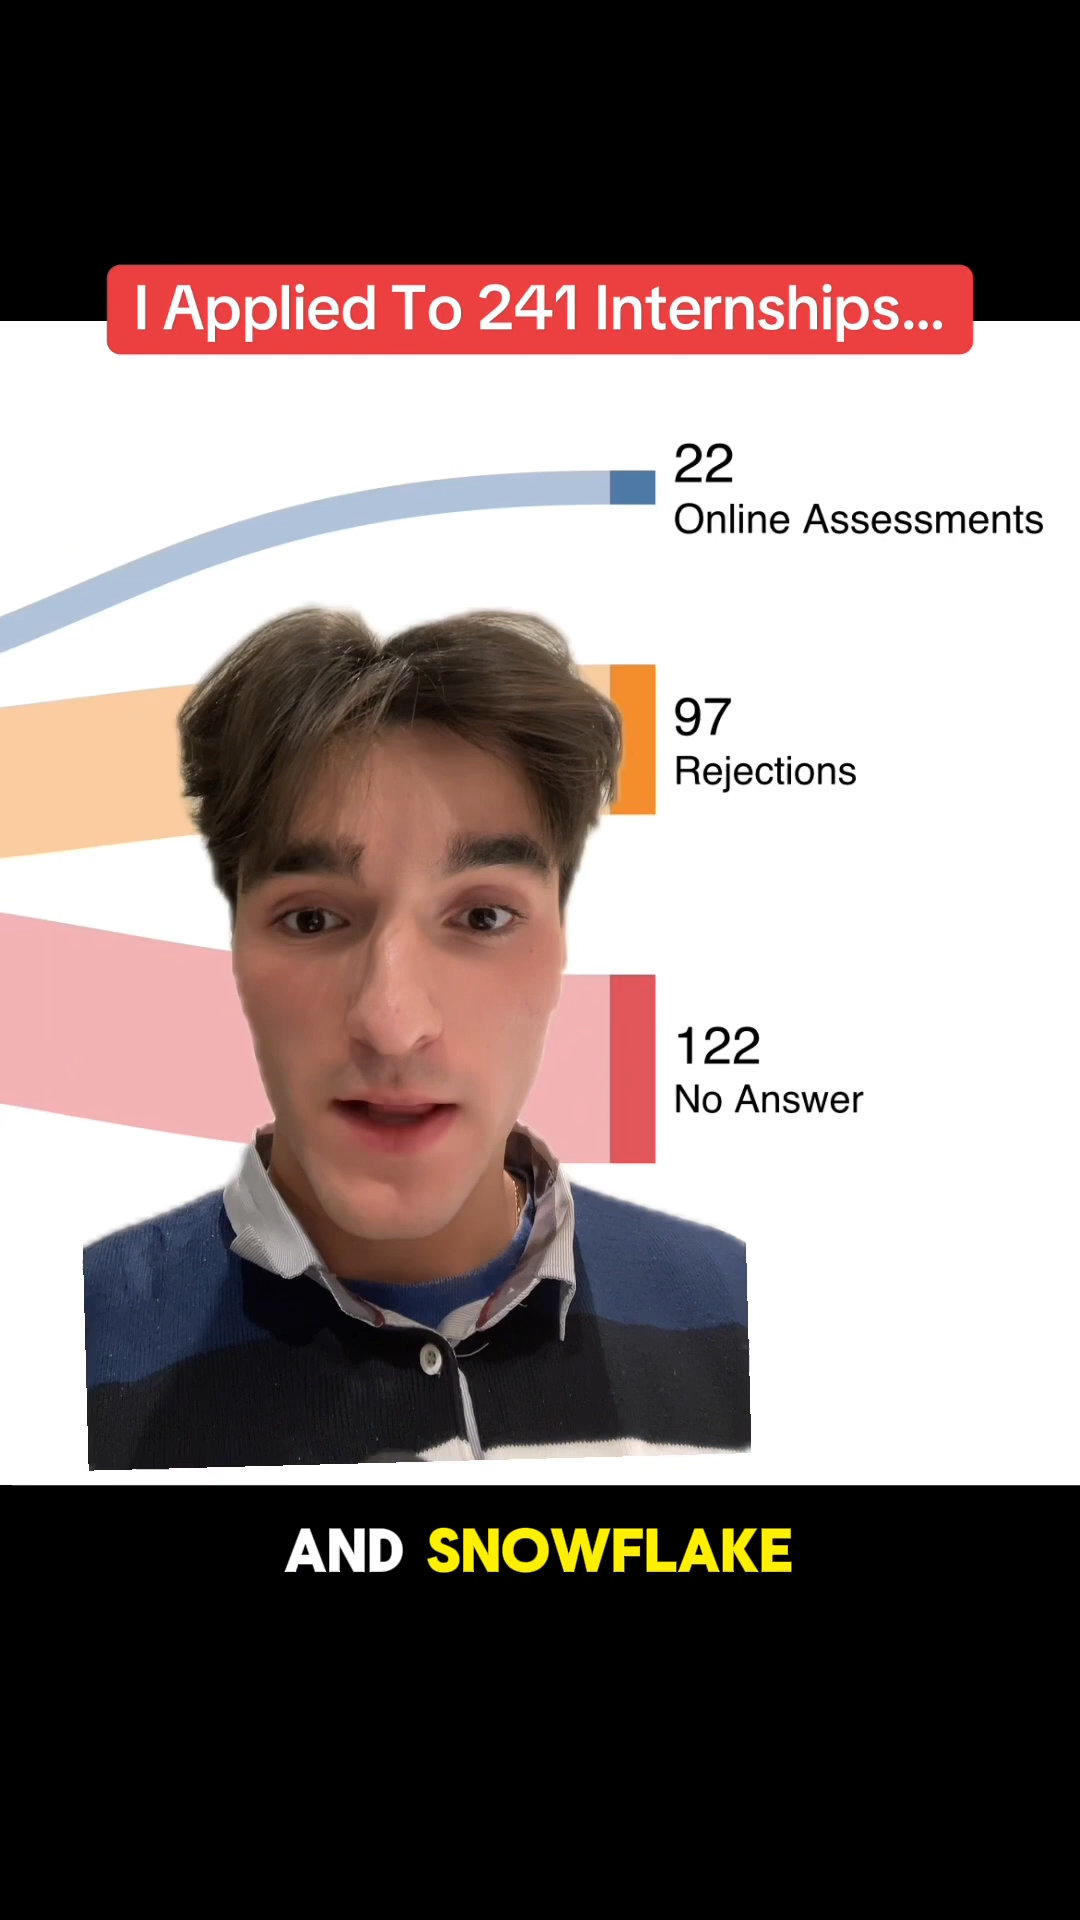 I Applied To 241 Internships...
22
Online Assessments
97
Rejections
122
No Answer
AND SNOWFLAKE